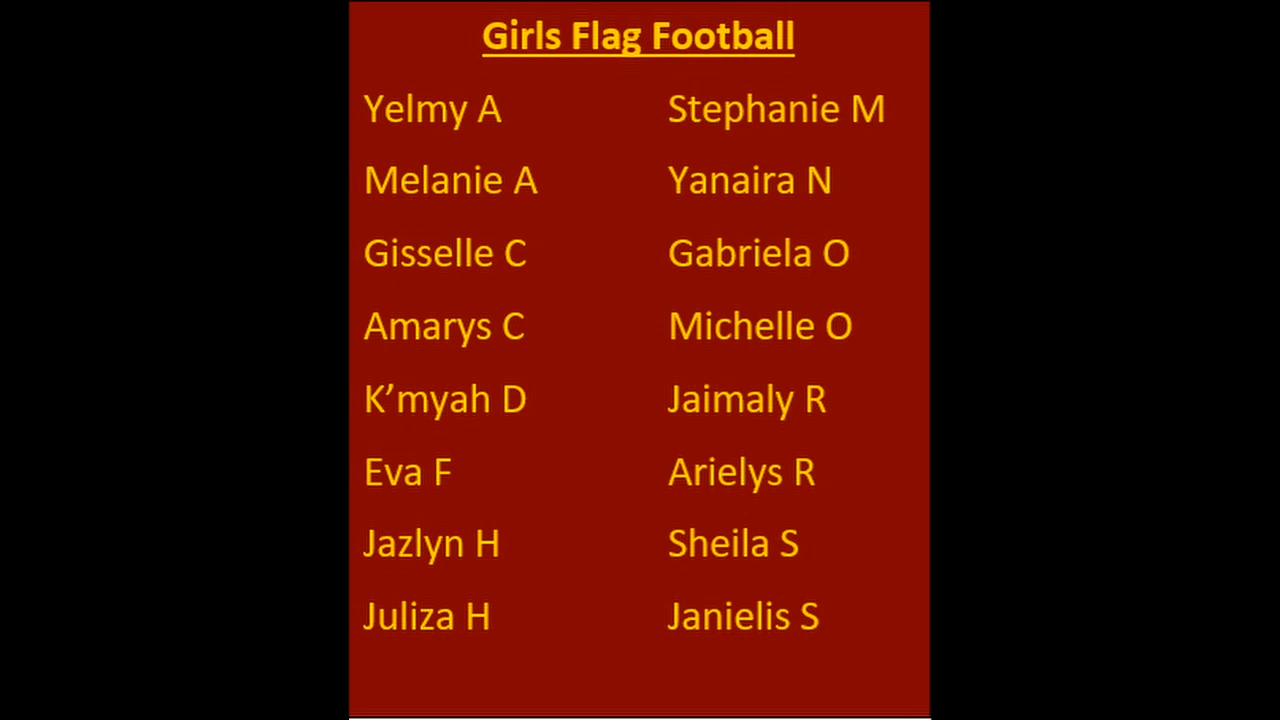 Girls Flag Football
Yelmy A
Melanie A
Gisselle C
Amarys C
K’myah D
Eva F
Jazlyn H
Juliza H
Stephanie M
Yanaira N
Gabriela O
Michelle O
Jaimaly R
Arielys R
Sheila S
Janielis S